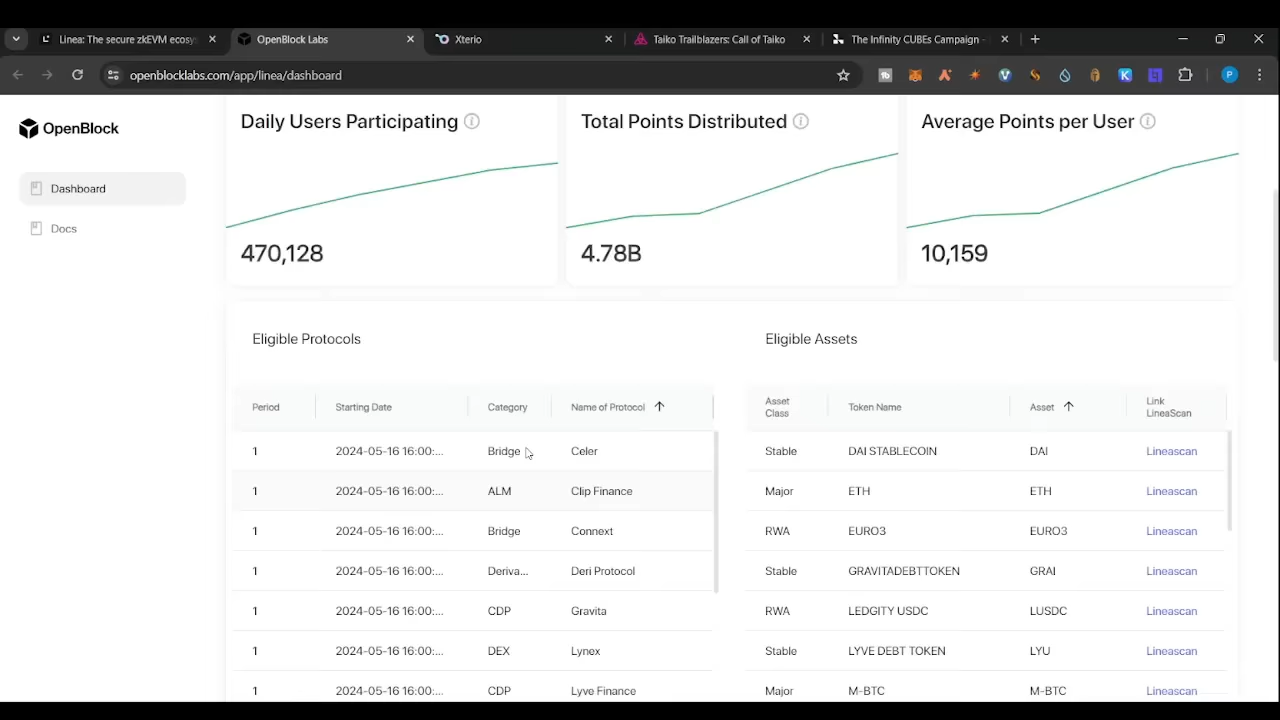 Linea: The secure zkEVM ecosy
OpenBlock Labs
Xterio
Taiko Trailblazers: Call of Taiko
The Infinity CUBEs Campaign -
openblocklabs.com/app/linea/dashboard
OpenBlock
Dashboard
Docs
Daily Users Participating
470,128
Total Points Distributed
4.78B
Average Points per User
10,159
Eligible Protocols
Period Starting Date Category Name of Protocol
1 2024-05-16 16:00:... Bridge Celer
1 2024-05-16 16:00:... ALM Clip Finance
1 2024-05-16 16:00:... Bridge Connext
1 2024-05-16 16:00:... Deriva... Deri Protocol
1 2024-05-16 16:00:... CDP Gravita
1 2024-05-16 16:00:... DEX Lynex
1 2024-05-16 16:00:... CDP Lyve Finance
Eligible Assets
Asset Class Token Name Asset Link LineaScan
Stable DAI STABLECOIN DAI Lineascan
Major ETH ETH Lineascan
RWA EURO3 EURO3 Lineascan
Stable GRAVITADEBTTOKEN GRAI Lineascan
RWA LEDGITY USDC LUSDC Lineascan
Stable LYVE DEBT TOKEN LYU Lineascan
Major M-BTC M-BTC Lineascan